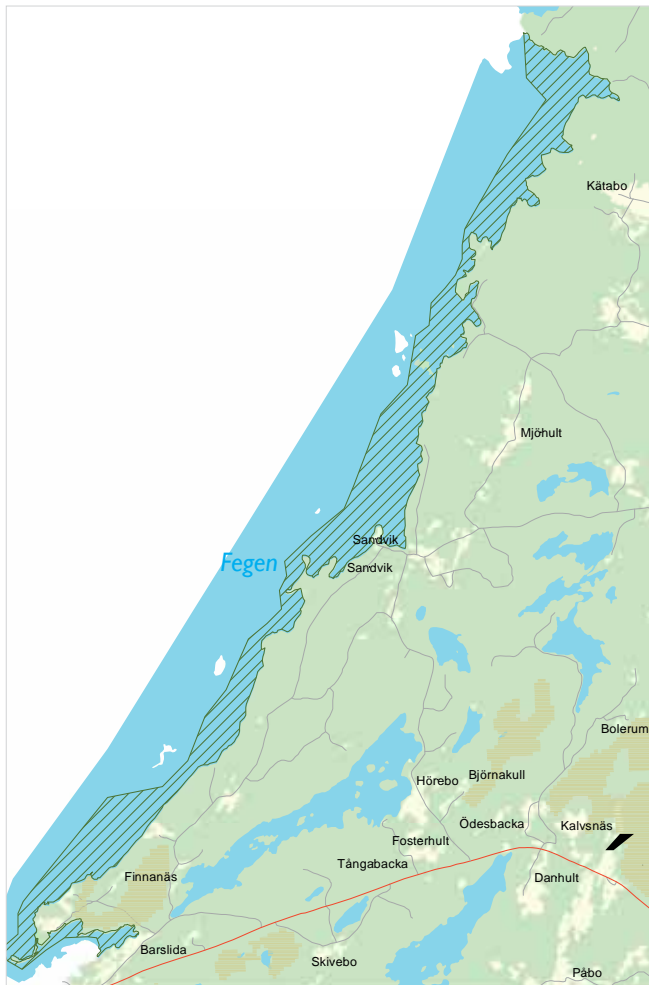 Kätabo
Mjöhult
Sandvik
Fegen
Sandvik
Bolerum
Björnakull
Hörebo
Ödesbacka
Kalvsnäs
Fosterhult
Tångabacka
Finnanäs
Danhult
Barslida
Skivebo
Påbo